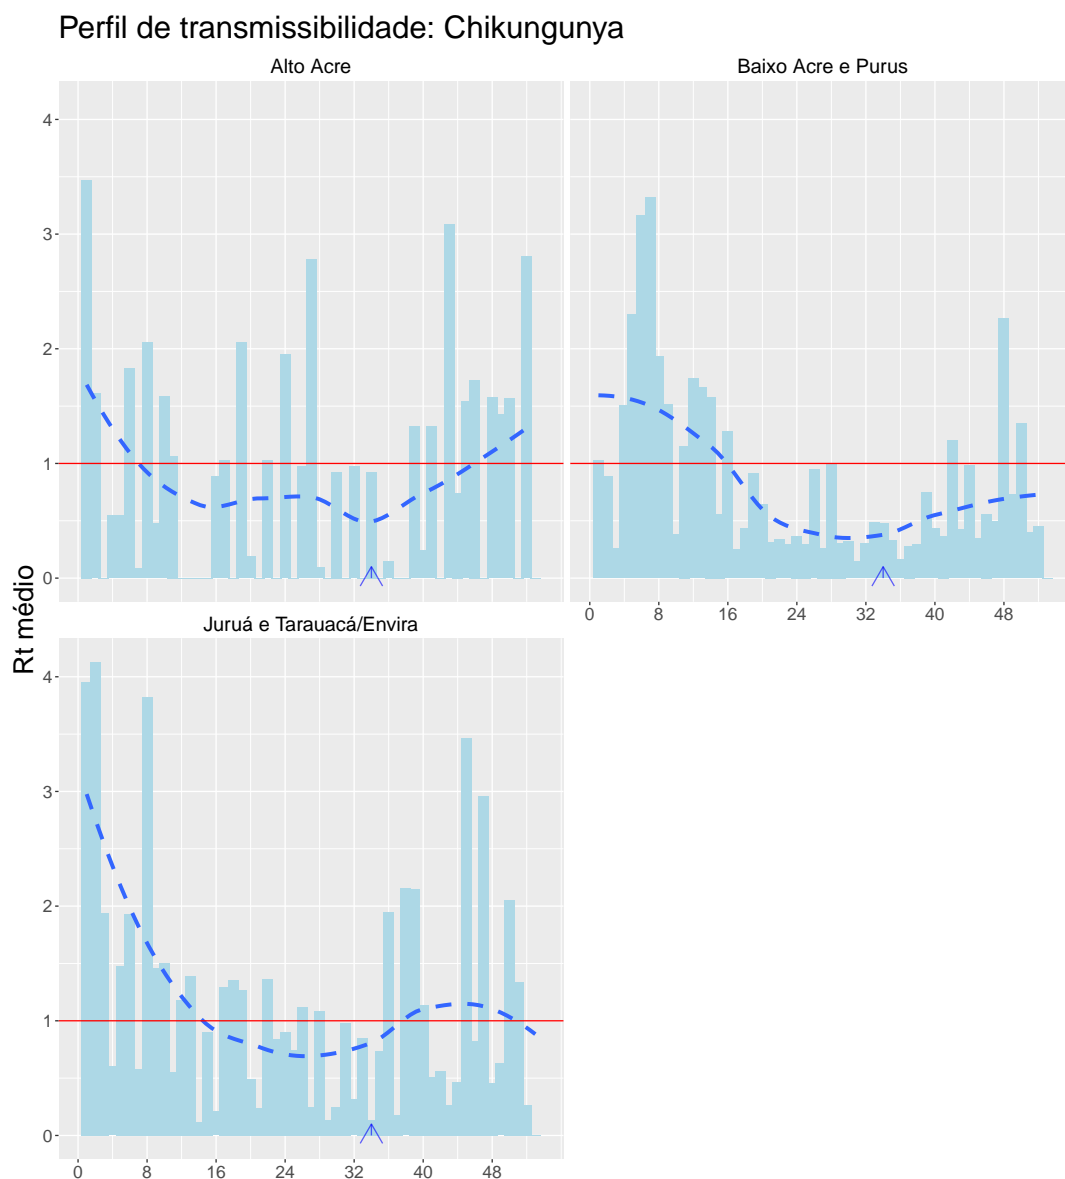 Perfil de transmissibilidade: Chikungunya
Alto Acre
Baixo Acre e Purus
4
3
2
1
0
0 8 16 24 32 40 48
Rt médio
Juruá e Tarauacá/Envira
4
3
2
1
0
0 8 16 24 32 40 48